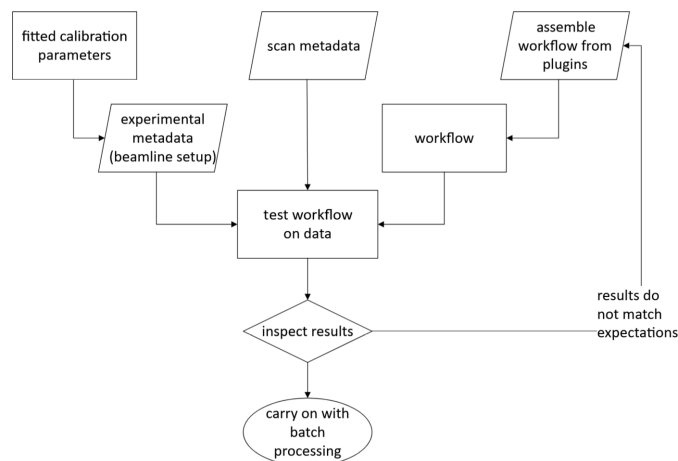 fitted calibration
parameters
scan metadata
assemble
workflow from
plugins
experimental
metadata
(beamline setup)
workflow
test workflow
on data
results do
not match
expectations
inspect results
carry on with
batch
processing